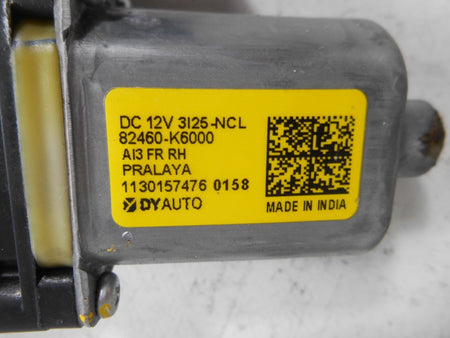 DC 12V 3I25-NCL
82460-K6000
AI3 FR RH
PRALAYA
1130157476 0158
DYAUTO
MADE IN INDIA